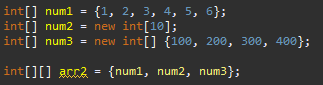 int[] num1 = {1, 2, 3, 4, 5, 6};
int[] num2 = new int[10];
int[] num3 = new int[] {100, 200, 300, 400};
int[][] arr2 = {num1, num2, num3};